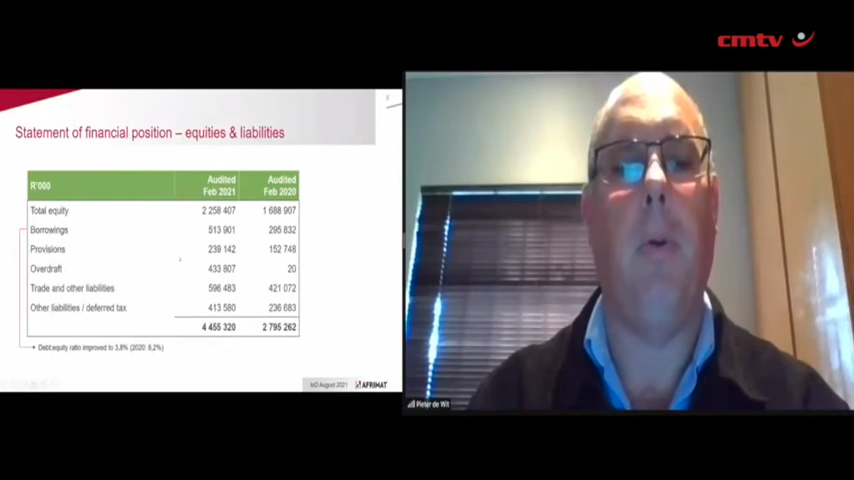 cmtv
Statement of financial position – equities & liabilities
R'000 Audited Feb 2021 Audited Feb 2020
Total equity 2 258 407 1 688 907
Borrowings 513 901 295 832
Provisions 239 142 152 748
Overdraft 433 807 20
Trade and other liabilities 596 483 421 072
Other liabilities / deferred tax 413 580 236 683
4 455 320 2 795 262
Debt:equity ratio improved to 3,8% (2020: 6,2%)
IoD August 2021 AFRIMAT
Pieter de Wit